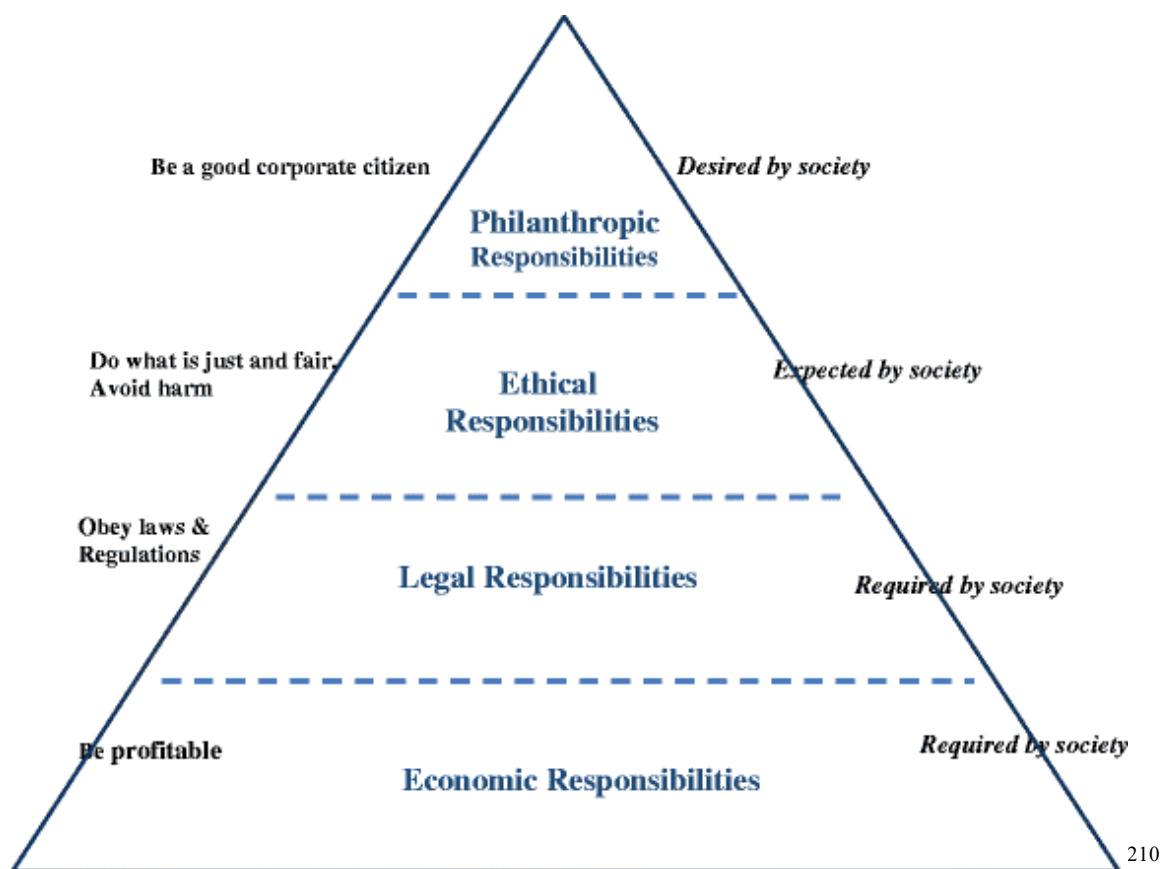 Be a good corporate citizen
Desired by society
Philanthropic
Responsibilities
Do what is just and fair,
Avoid harm
Expected by society
Ethical
Responsibilities
Obey laws &
Regulations
Legal Responsibilities
Required by society
Be profitable
Required by society
Economic Responsibilities
210